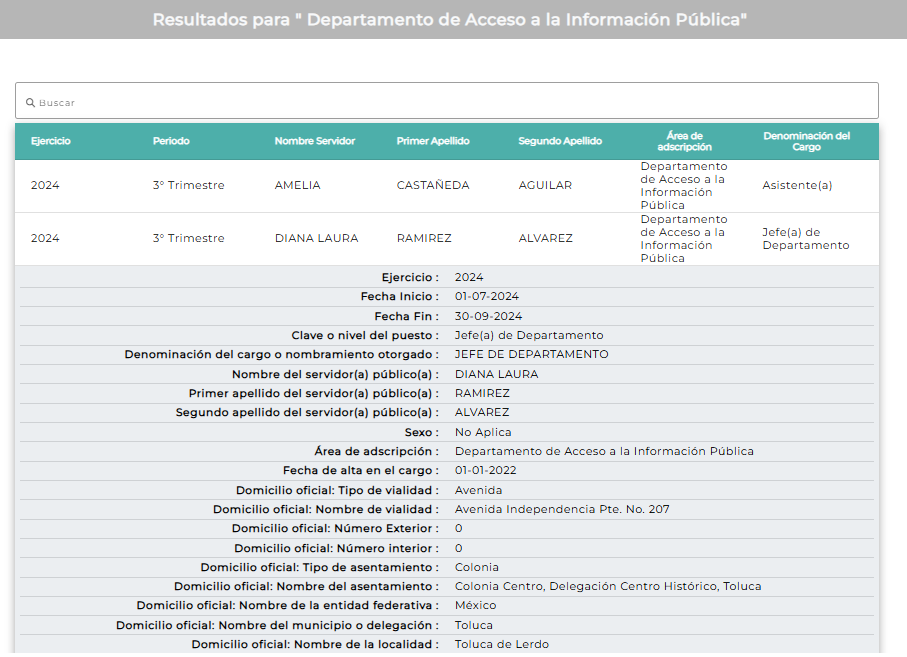 Resultados para " Departamento de Acceso a la Información Pública"
Buscar
Ejercicio Periodo Nombre Servidor Primer Apellido Segundo Apellido Área de adscripción Denominación del Cargo
2024 3° Trimestre AMELIA CASTAÑEDA AGUILAR Departamento de Acceso a la Información Pública Asistente(a)
2024 3° Trimestre DIANA LAURA RAMIREZ ALVAREZ Departamento de Acceso a la Información Pública Jefe(a) de Departamento
Ejercicio : 2024
Fecha Inicio : 01-07-2024
Fecha Fin : 30-09-2024
Clave o nivel del puesto : Jefe(a) de Departamento
Denominación del cargo o nombramiento otorgado : JEFE DE DEPARTAMENTO
Nombre del servidor(a) público(a) : DIANA LAURA
Primer apellido del servidor(a) público(a) : RAMIREZ
Segundo apellido del servidor(a) público(a) : ALVAREZ
Sexo : No Aplica
Área de adscripción : Departamento de Acceso a la Información Pública
Fecha de alta en el cargo : 01-01-2022
Domicilio oficial: Tipo de vialidad : Avenida
Domicilio oficial: Nombre de vialidad : Avenida Independencia Pte. No. 207
Domicilio oficial: Número Exterior : 0
Domicilio oficial: Número interior : 0
Domicilio oficial: Tipo de asentamiento : Colonia
Domicilio oficial: Nombre del asentamiento : Colonia Centro, Delegación Centro Histórico, Toluca
Domicilio oficial: Nombre de la entidad federativa : México
Domicilio oficial: Nombre del municipio o delegación : Toluca
Domicilio oficial: Nombre de la localidad : Toluca de Lerdo